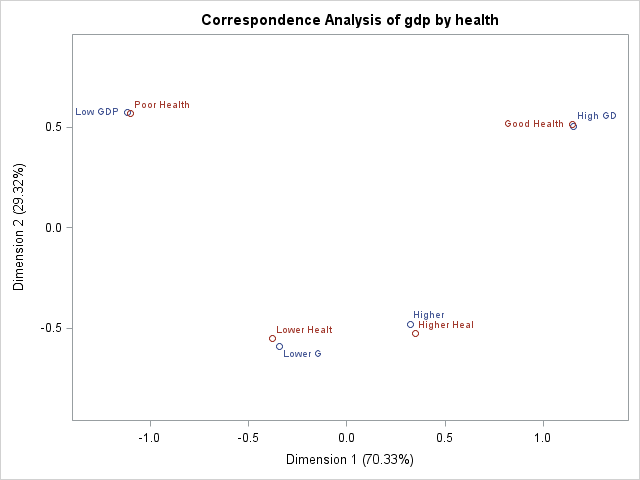 Correspondence Analysis of gdp by health
Low GDP
Poor Health
Good Health
High GD
Higher
Higher Heal
Lower Healt
Lower G
0.5
0.0
-0.5
Dimension 2 (29.32%)
-1.0
-0.5
0.0
0.5
1.0
Dimension 1 (70.33%)